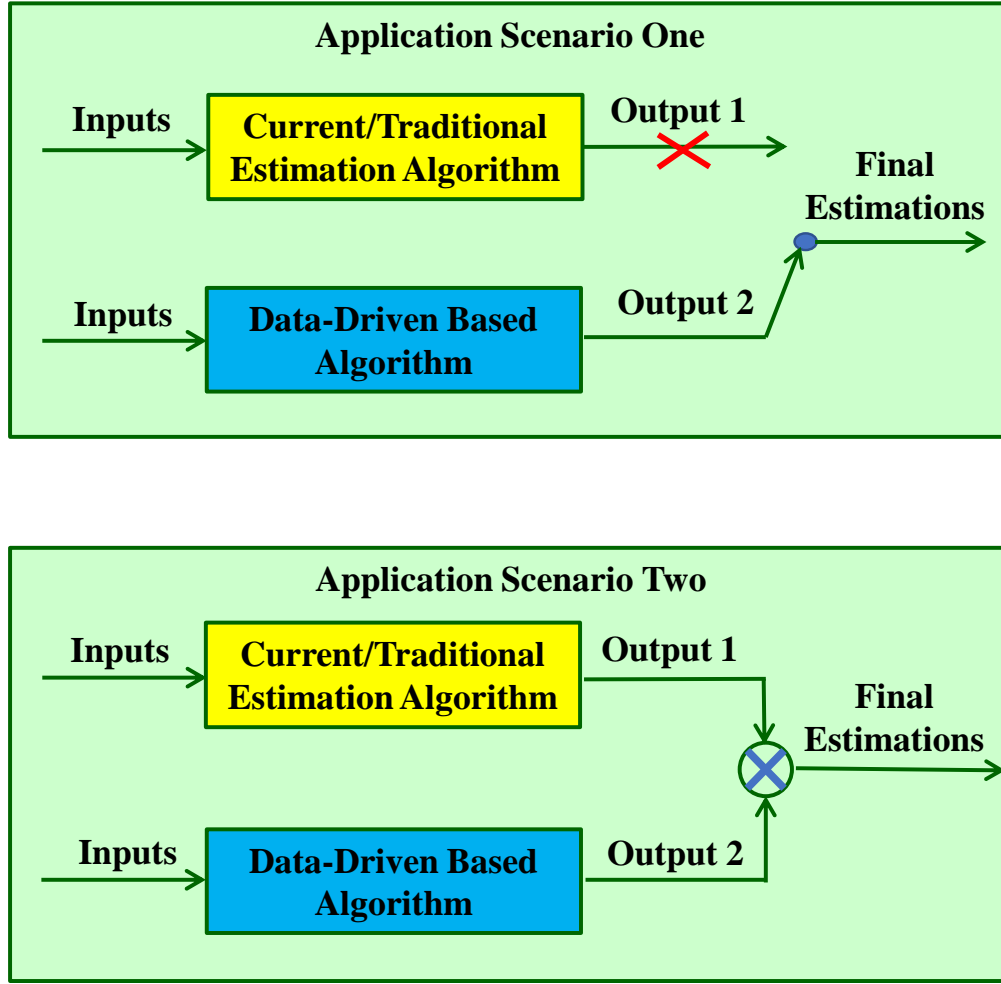 Application Scenario One
Inputs
Current/Traditional
Estimation Algorithm
Output 1
Final
Estimations
Inputs
Data-Driven Based
Algorithm
Output 2
Application Scenario Two
Inputs
Current/Traditional
Estimation Algorithm
Output 1
Final
Estimations
Inputs
Data-Driven Based
Algorithm
Output 2